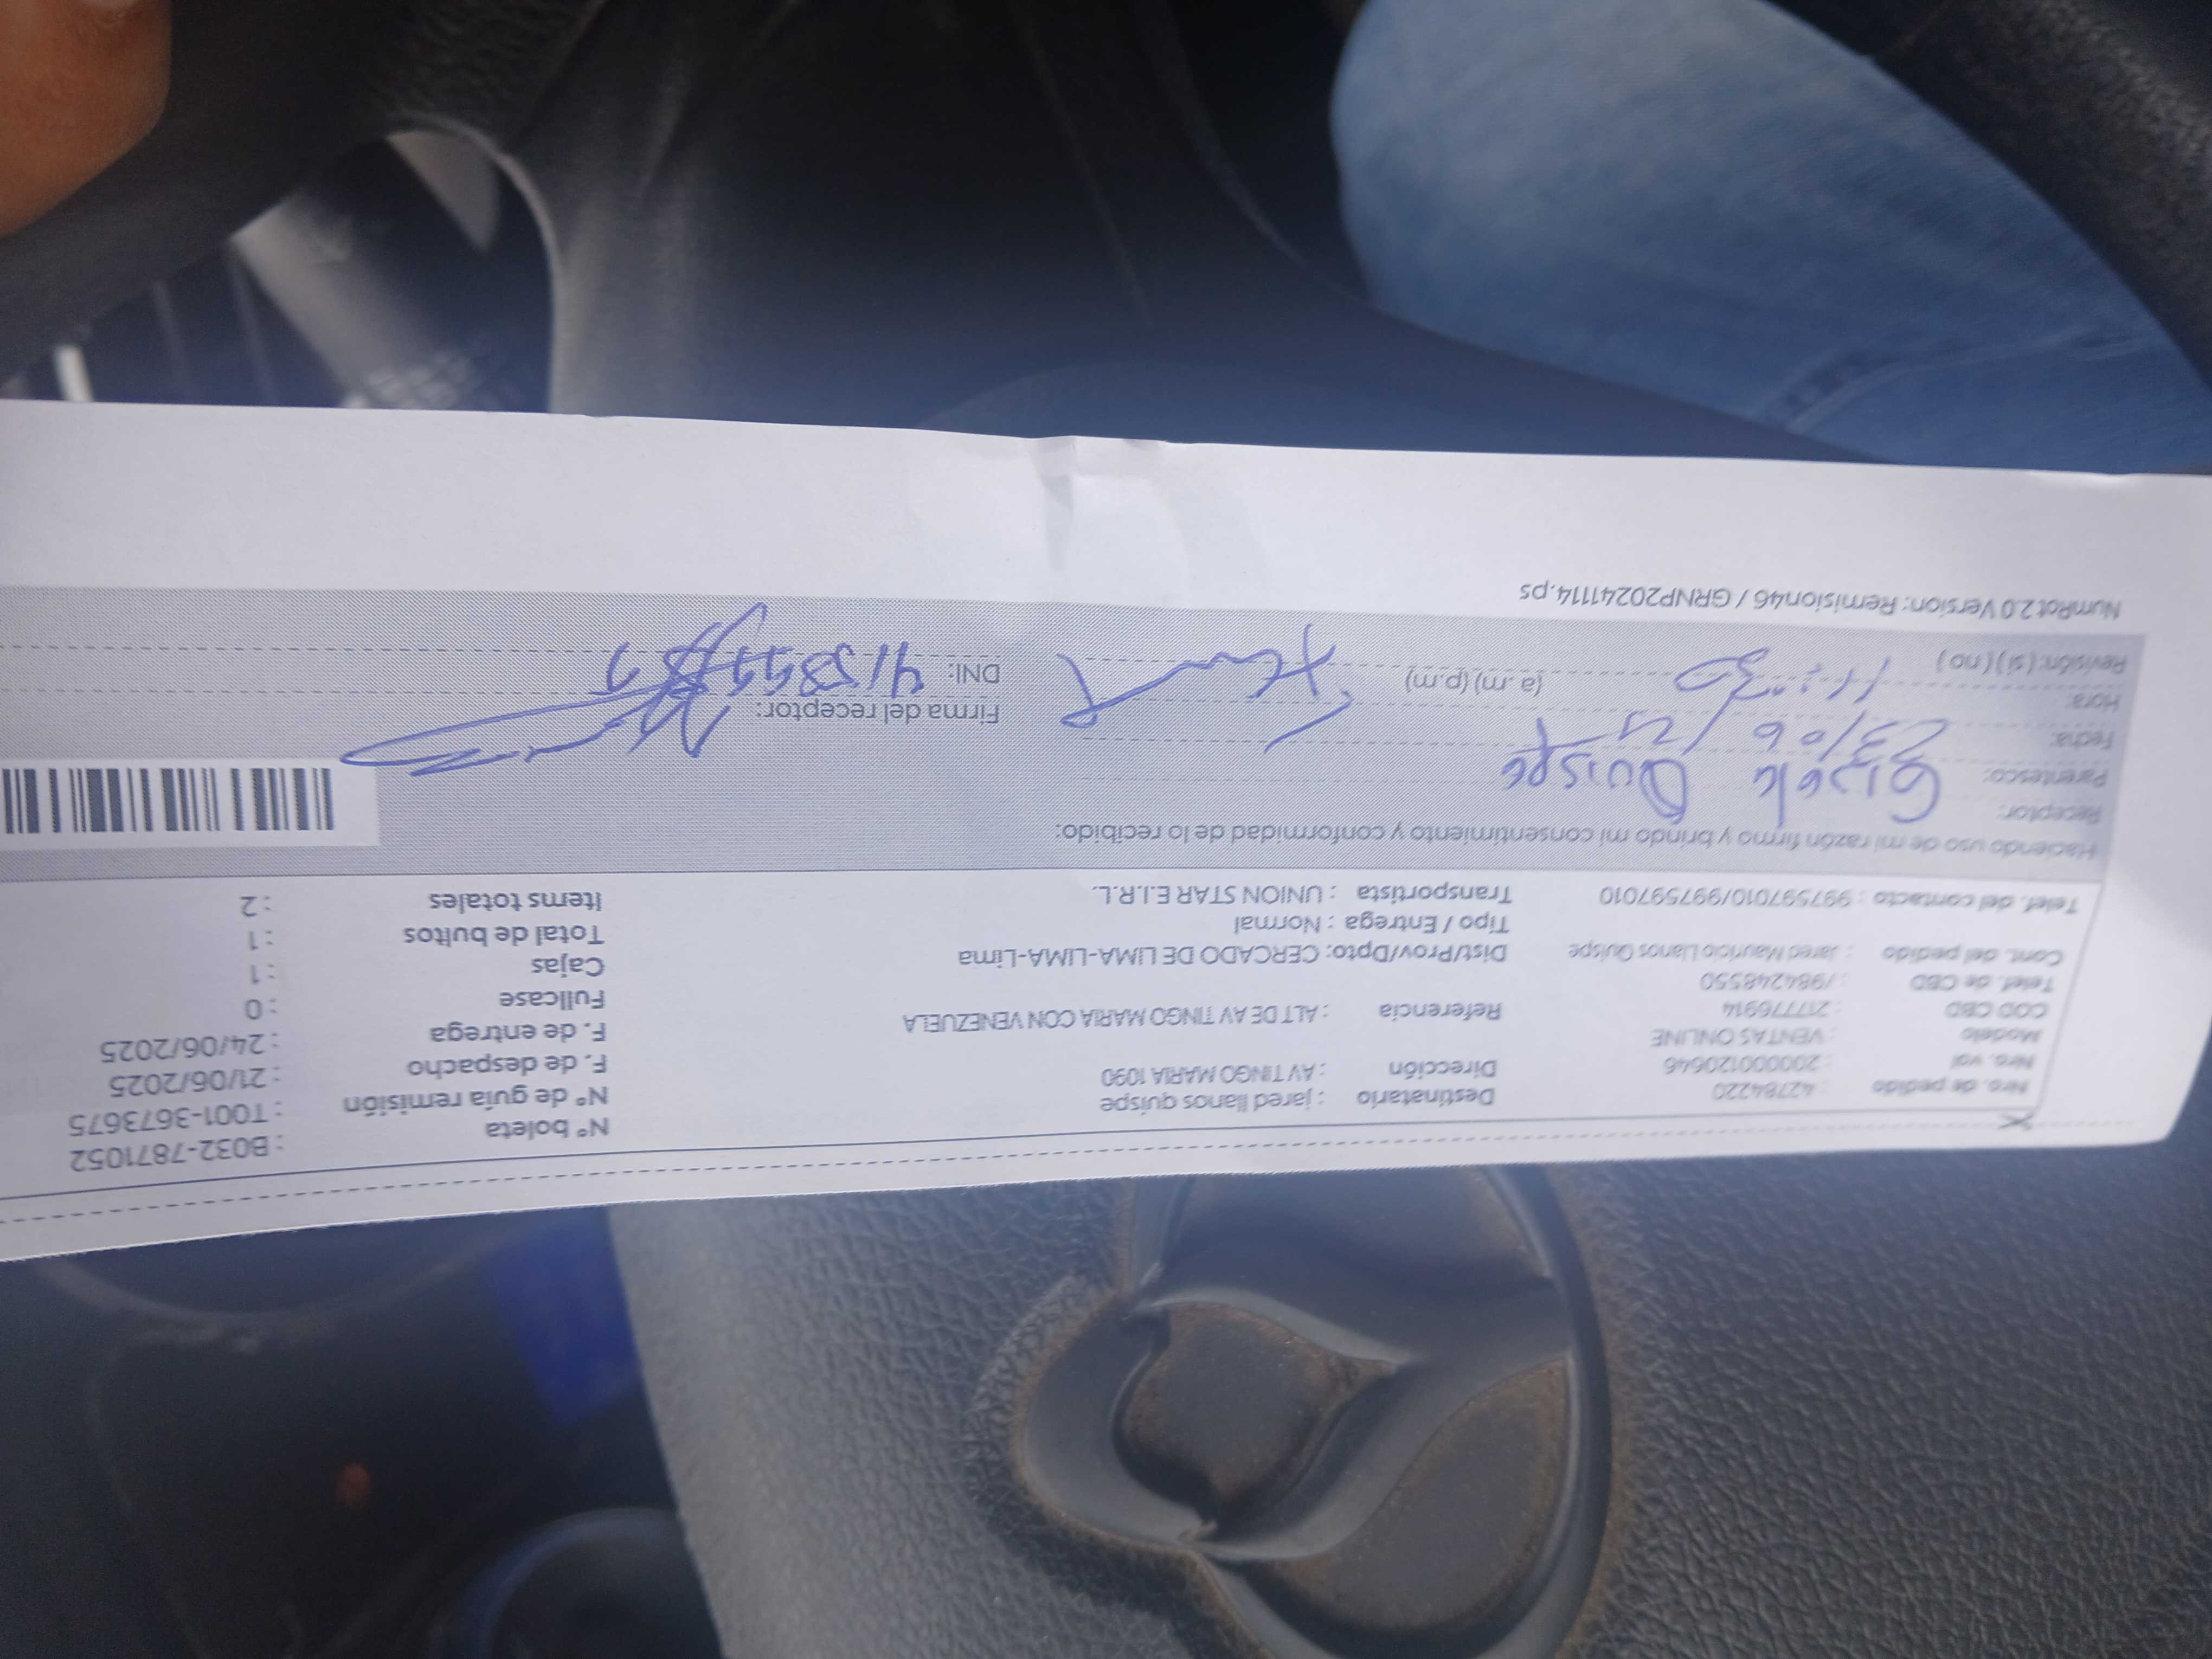 Nro. de pedido : 42784220
Nro. val : 20000120646
Modelo : VENTAS ONLINE
COD CBD : 217776914
Telef. de CBD : /984248550
Cont. del pedido : Jared Mauricio Llanos Quispe
Telef. del contacto : 997597010/997597010
Destinatario : jared llanos quispe
Dirección : AV TINGO MARIA 1090
Referencia : ALT DE AV TINGO MARIA CON VENEZUELA
Dist/Prov/Dpto: CERCADO DE LIMA-LIMA-Lima
Tipo / Entrega : Normal
Transportista : UNION STAR E.I.R.L.
N° boleta : B032-7871052
N° de guía remisión : T001-3673675
F. de despacho : 21/06/2025
F. de entrega : 24/06/2025
Fullcase : 0
Cajas : 1
Total de bultos : 1
Items totales : 2
Haciendo uso de mi razón firmo y brindo mi consentimiento y conformidad de lo recibido:
Receptor:
Parentesco: Quispe
Fecha: 23/06/25
Hora: 11:30 (a.m) (p.m)
Revisión: (si) (no)
Firma del receptor:
DNI:
NumRot 2.0 Version: Remision46 / GRNP20241114.ps